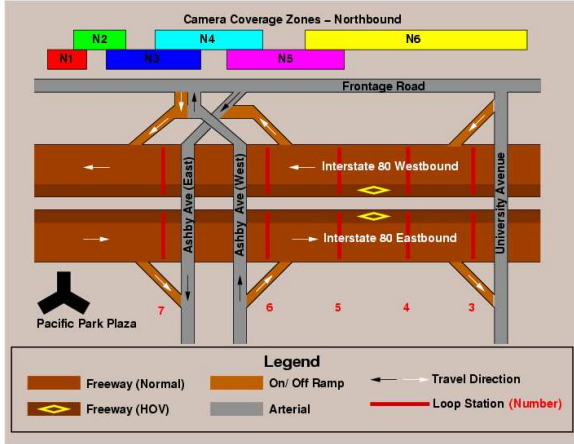 Camera Coverage Zones – Northbound
N2 N4 N6
N1 N3 N5
Frontage Road
Interstate 80 Westbound
Ashby Ave (East)
Ashby Ave (West)
University Avenue
Interstate 80 Eastbound
Pacific Park Plaza
7 6 5 4 3
Legend
Freeway (Normal) On/ Off Ramp Travel Direction
Freeway (HOV) Arterial Loop Station (Number)